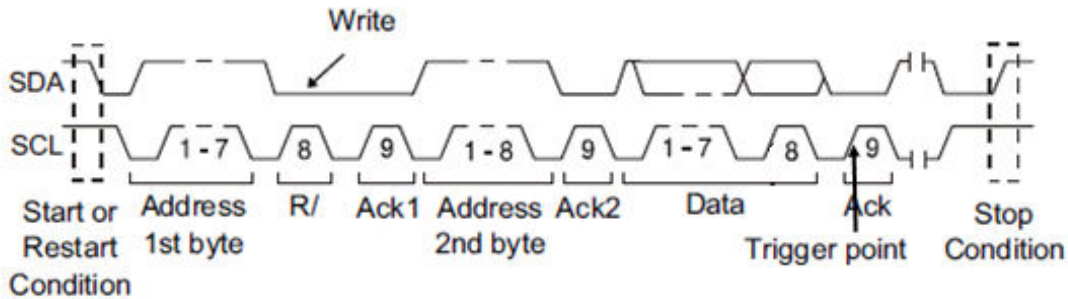 Write
SDA
SCL
1 - 7 8 9 1 - 8 9 1 - 7 8 9
Start or
Restart
Condition
Address
1st byte
R/
Ack1
Address
2nd byte
Ack2
Data
Ack
Trigger point
Stop
Condition